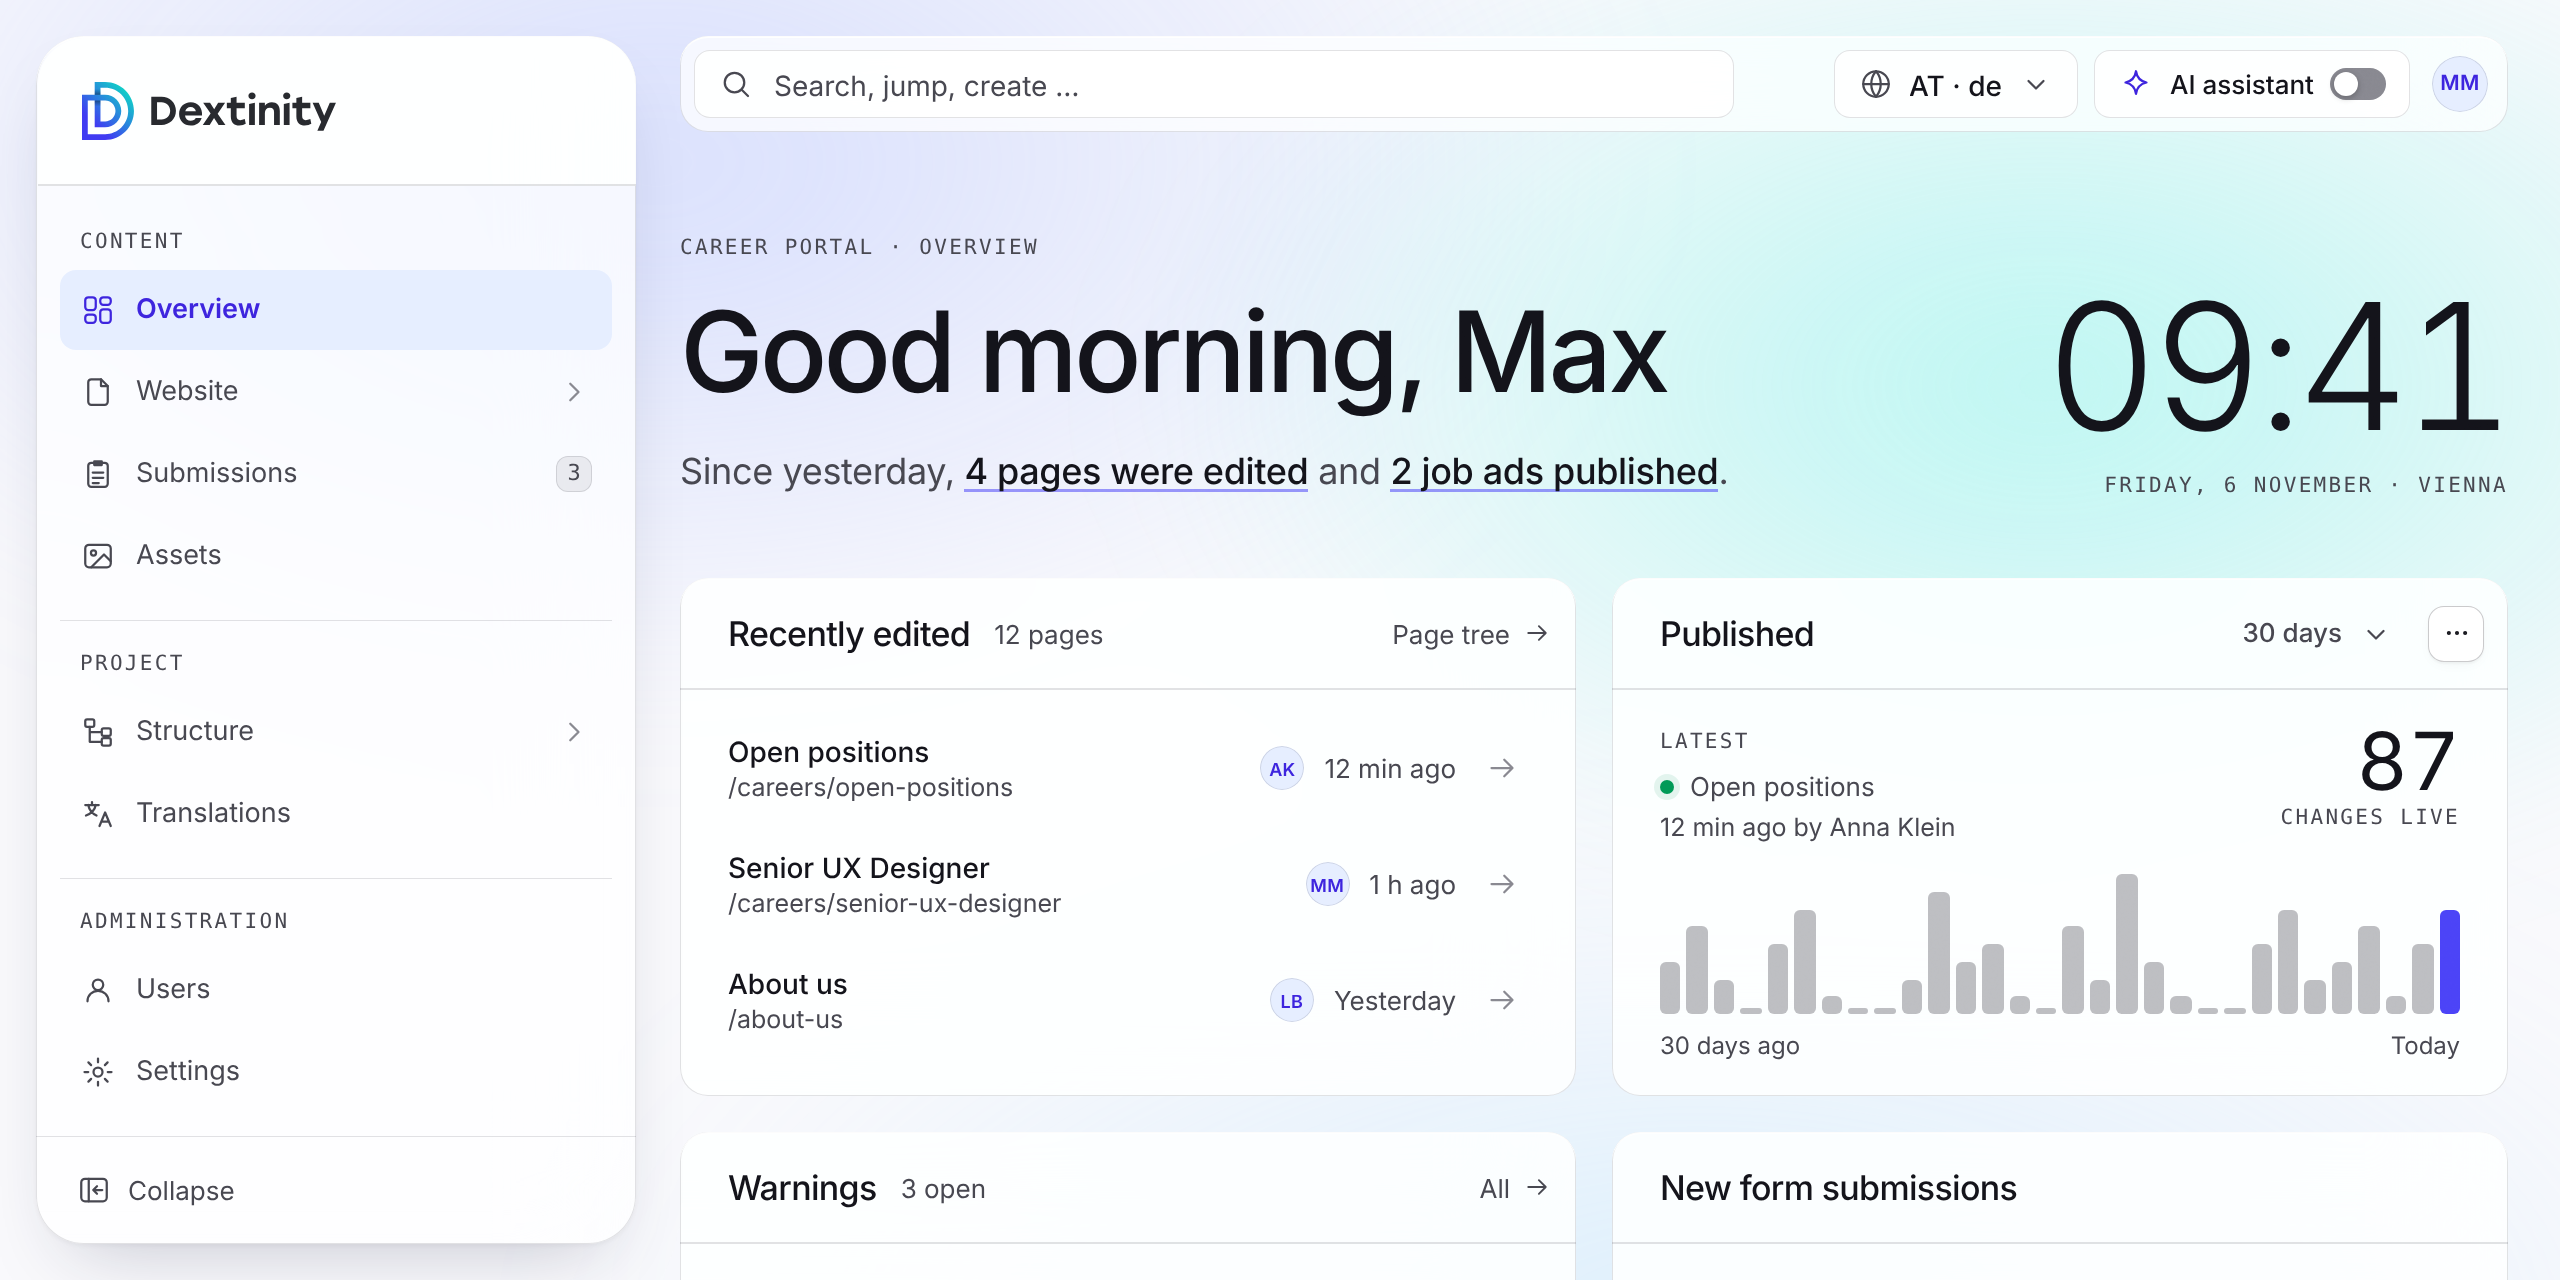 Dextinity
CONTENT
Overview
Website
Submissions 3
Assets
PROJECT
Structure
Translations
ADMINISTRATION
Users
Settings
Collapse
Search, jump, create ...
AT · de
AI assistant
MM
CAREER PORTAL · OVERVIEW
Good morning, Max
Since yesterday, 4 pages were edited and 2 job ads published.
09:41
FRIDAY, 6 NOVEMBER · VIENNA
Recently edited 12 pages Page tree →
Open positions
/careers/open-positions
AK 12 min ago →
Senior UX Designer
/careers/senior-ux-designer
MM 1 h ago →
About us
/about-us
LB Yesterday →
Published 30 days ...
LATEST
Open positions
12 min ago by Anna Klein
87
CHANGES LIVE
30 days ago Today
Warnings 3 open All →
New form submissions